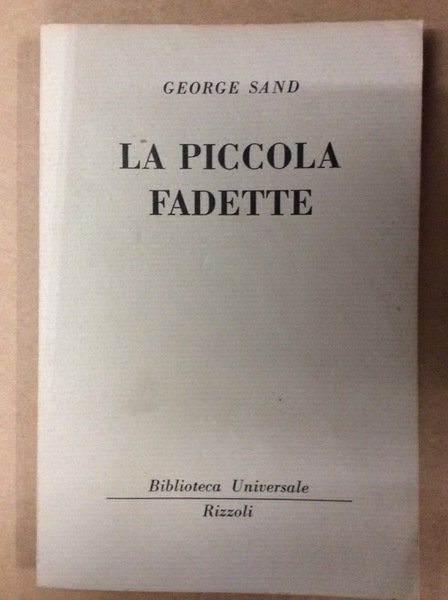 GEORGE SAND
LA PICCOLA
FADETTE
Biblioteca Universale
Rizzoli